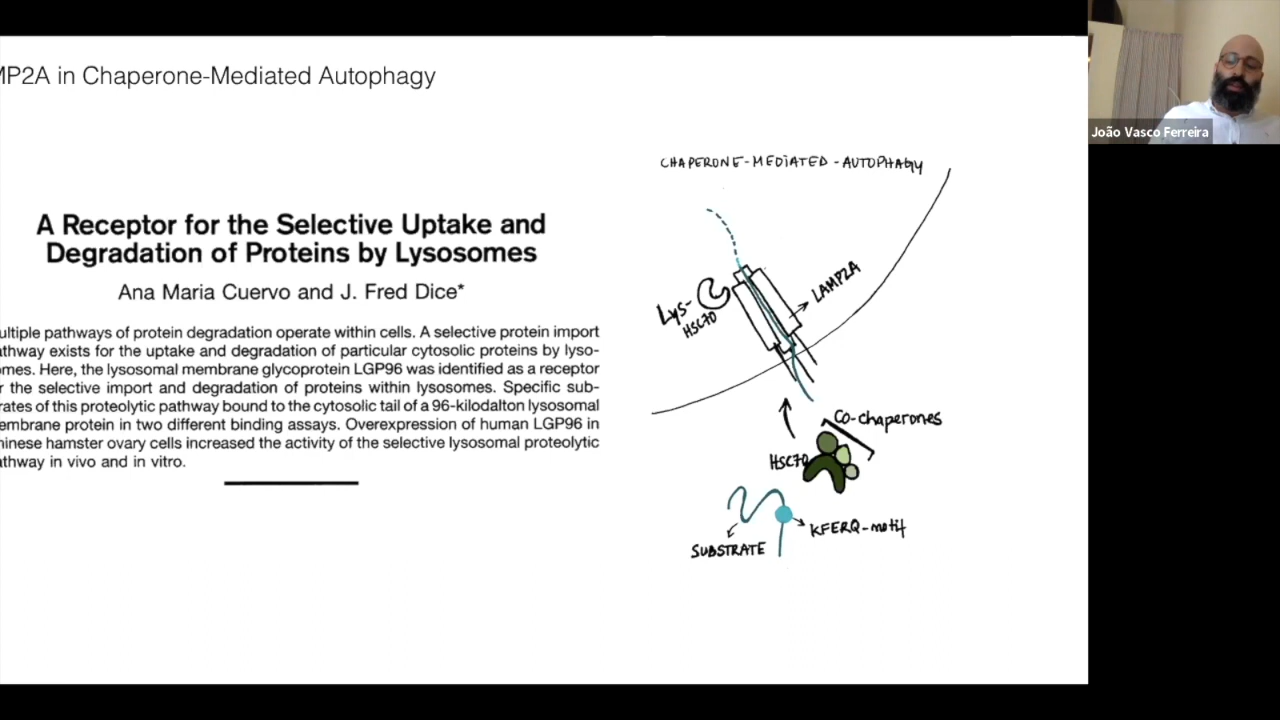 MP2A in Chaperone-Mediated Autophagy
A Receptor for the Selective Uptake and
Degradation of Proteins by Lysosomes
Ana Maria Cuervo and J. Fred Dice*
ultiple pathways of protein degradation operate within cells. A selective protein import
athway exists for the uptake and degradation of particular cytosolic proteins by lyso-
omes. Here, the lysosomal membrane glycoprotein LGP96 was identified as a receptor
r the selective import and degradation of proteins within lysosomes. Specific sub-
rates of this proteolytic pathway bound to the cytosolic tail of a 96-kilodalton lysosomal
embrane protein in two different binding assays. Overexpression of human LGP96 in
hinese hamster ovary cells increased the activity of the selective lysosomal proteolytic
athway in vivo and in vitro.
CHAPERONE-MEDIATED-AUTOPHAGY
Lys-
HSC70
LAMP2A
Co-chaperones
HSC70
KFERQ-motif
SUBSTRATE
João Vasco Ferreira